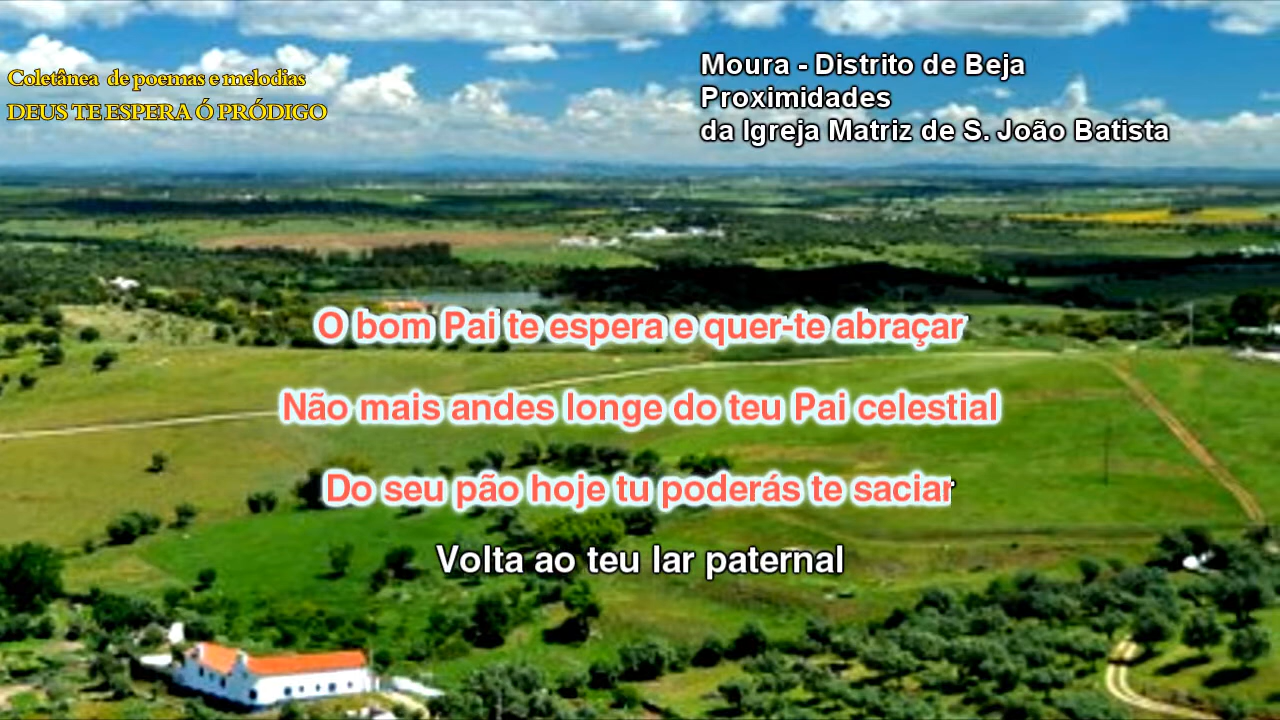 Coletânea de poemas e melodias
DEUS TE ESPERA Ó PRÓDIGO
Moura - Distrito de Beja
Proximidades
da Igreja Matriz de S. João Batista
O bom Pai te espera e quer-te abraçar
Não mais andes longe do teu Pai celestial
Do seu pão hoje tu poderás te saciar
Volta ao teu lar paternal